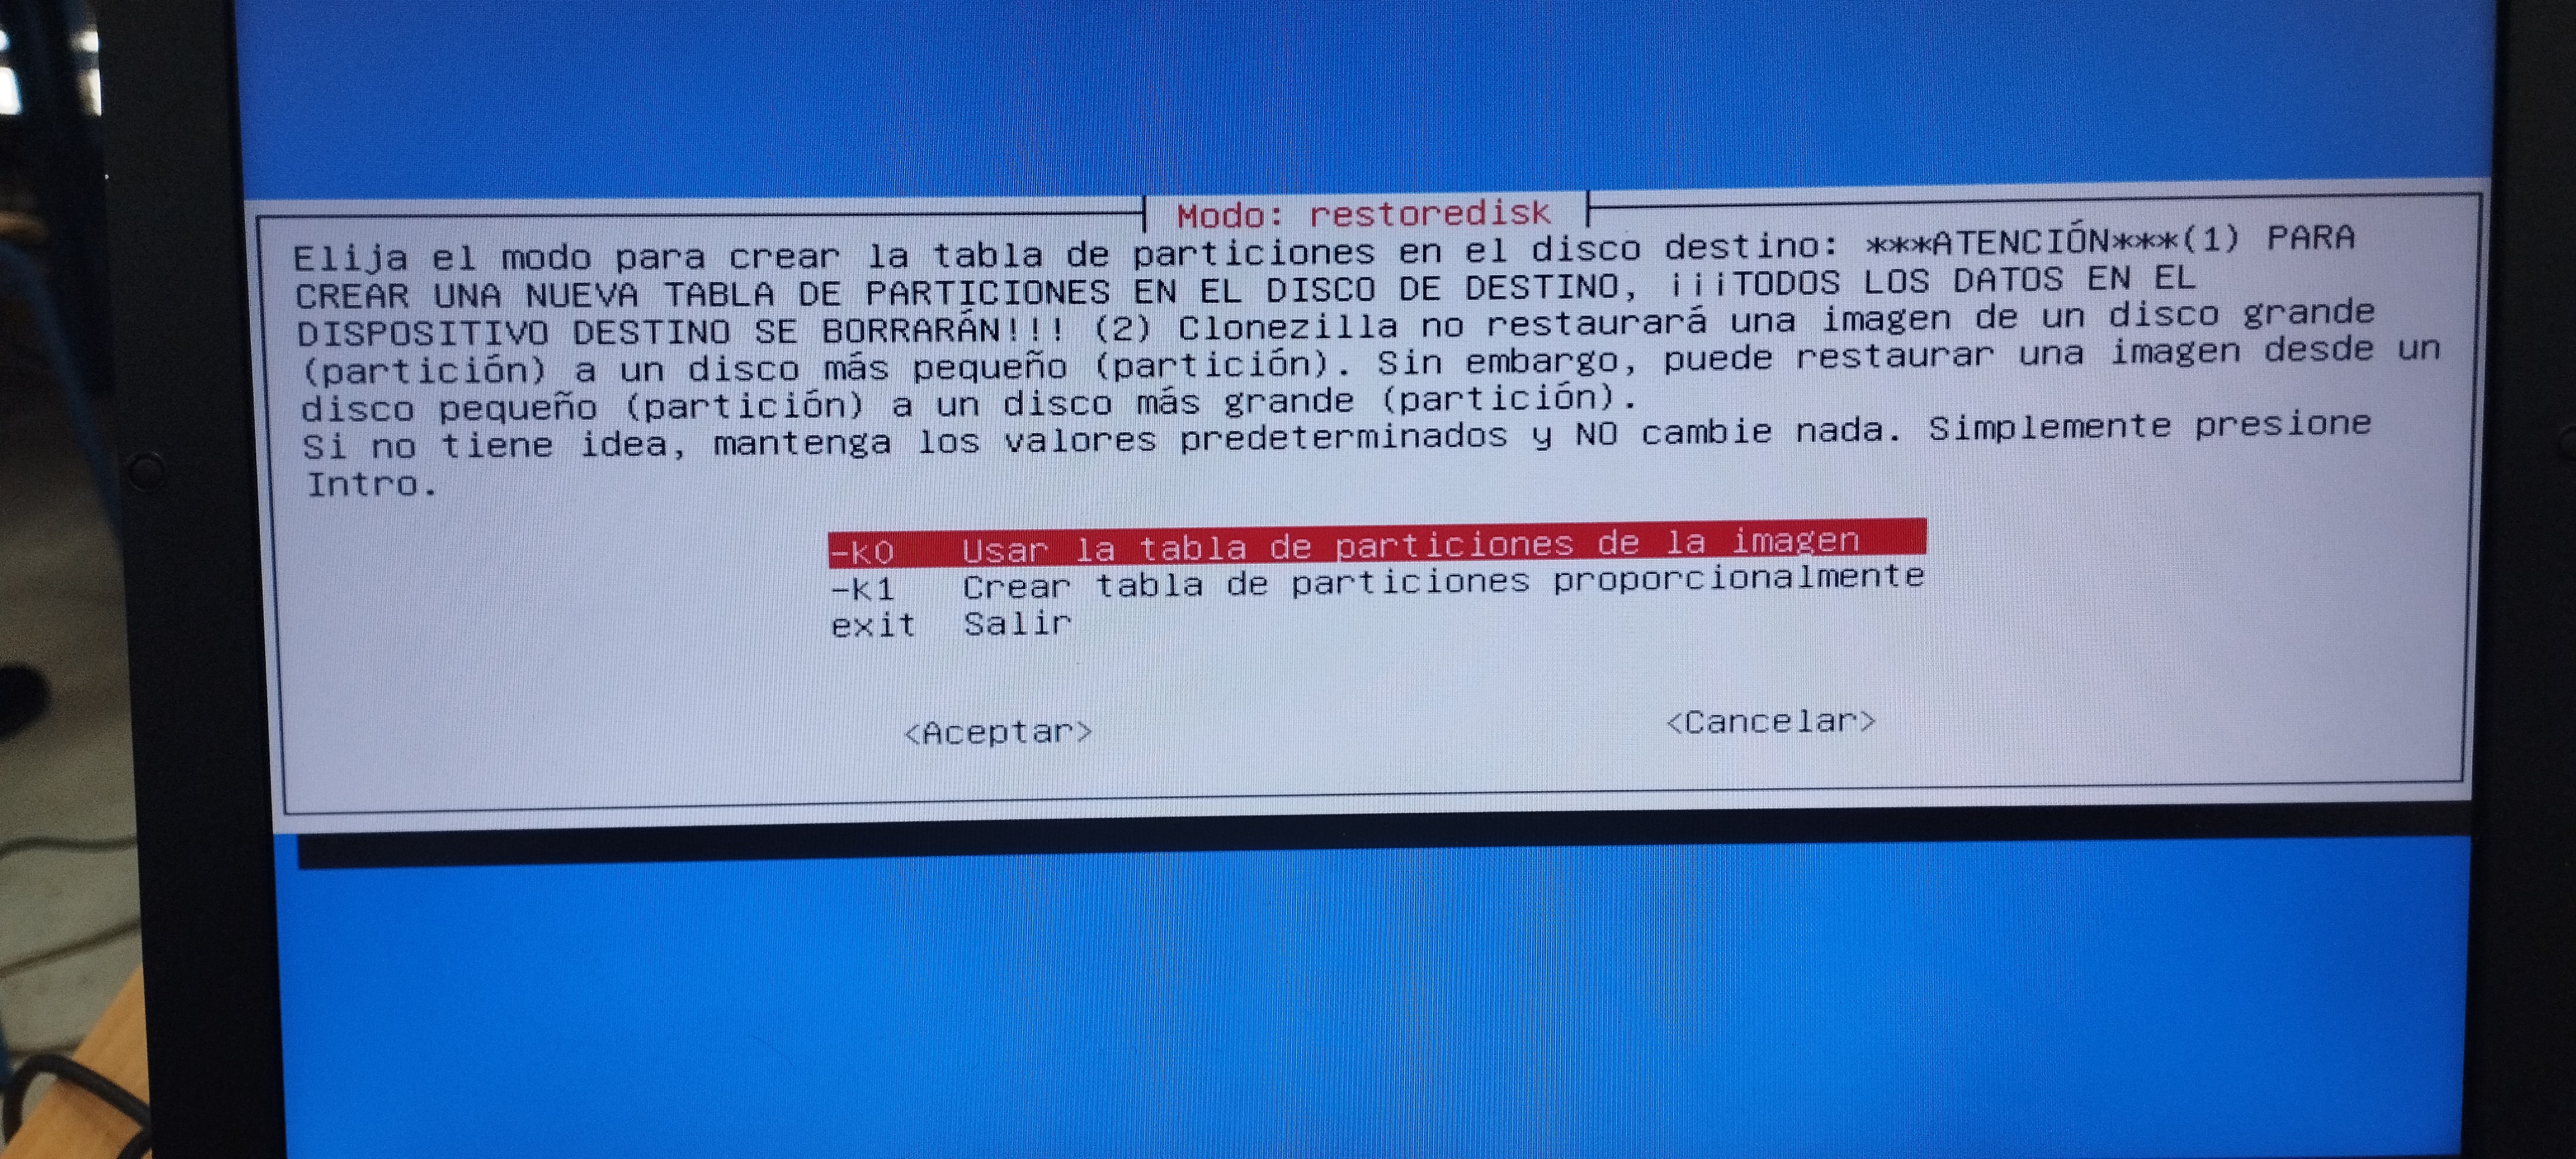 Modo: restoredisk
Elija el modo para crear la tabla de particiones en el disco destino: ***ATENCIÓN***(1) PARA
CREAR UNA NUEVA TABLA DE PARTICIONES EN EL DISCO DE DESTINO, ¡¡¡TODOS LOS DATOS EN EL
DISPOSITIVO DESTINO SE BORRARÁN!!! (2) Clonezilla no restaurará una imagen de un disco grande
(partición) a un disco más pequeño (partición). Sin embargo, puede restaurar una imagen desde un
disco pequeño (partición) a un disco más grande (partición).
Si no tiene idea, mantenga los valores predeterminados y NO cambie nada. Simplemente presione
Intro.
-k0 Usar la tabla de particiones de la imagen
-k1 Crear tabla de particiones proporcionalmente
exit Salir
<Aceptar> <Cancelar>